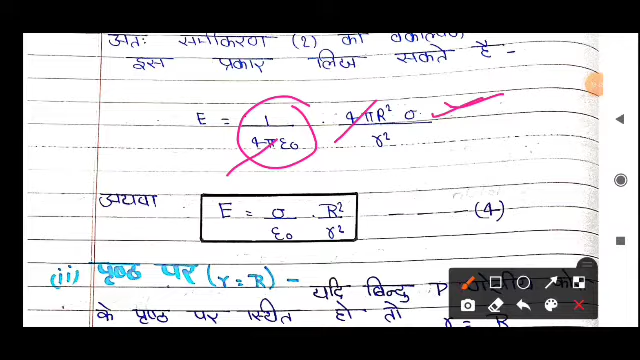 अतः समीकरण (2) को
इस प्रकार लिख सकते है -
E = 1/4πε₀ · 4πR² σ/r²
अथवा E = σ/ε₀ R²/r² ------ (4)
(ii) पृष्ठ पर (r = R) - यदि बिन्दु P
के पृष्ठ पर स्थित हो तो r = R